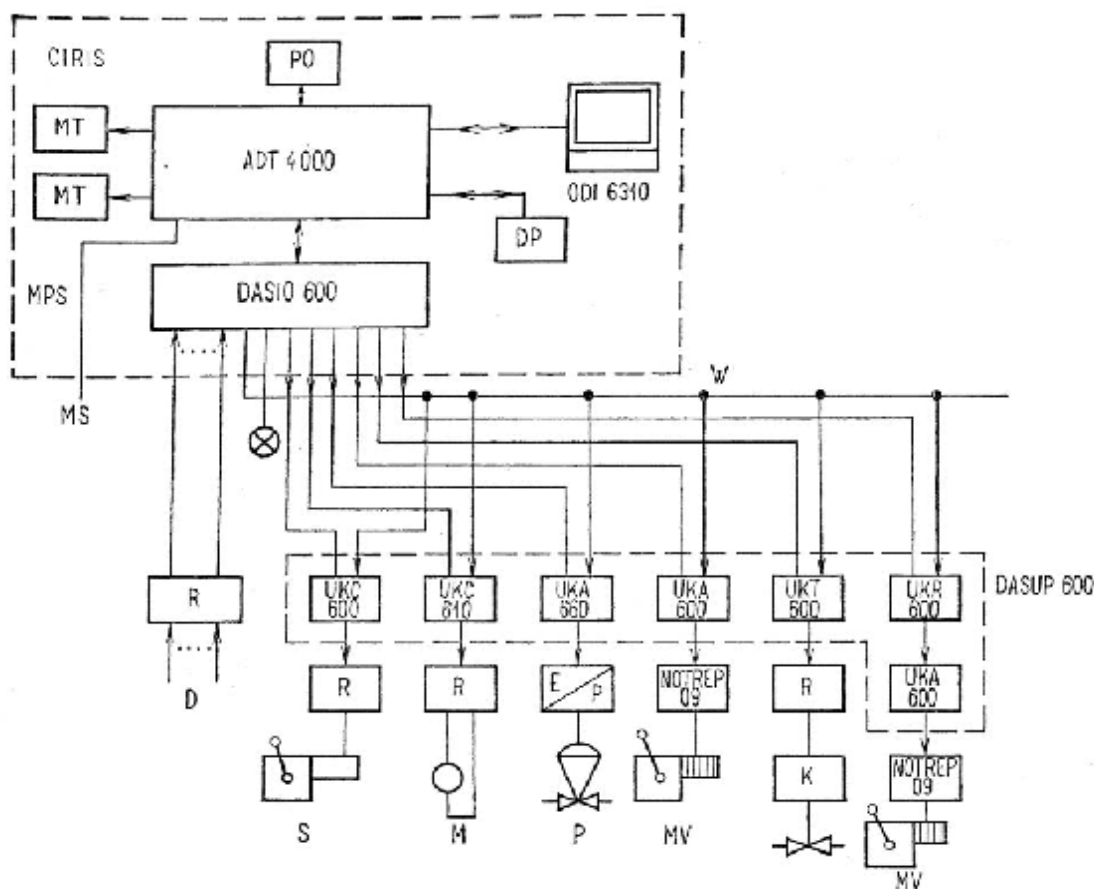 CIRIS
PO
MT
ADT 4000
MT
ODI 6310
DP
MPS
DASIO 600
MS
W
R
D
UKC
600
UKC
610
UKA
660
UKA
600
UKT
600
UKR
600
DASUP 600
R
R
E
P
NOTREP
09
R
UKA
600
K
NOTREP
09
S
M
P
MV
MV